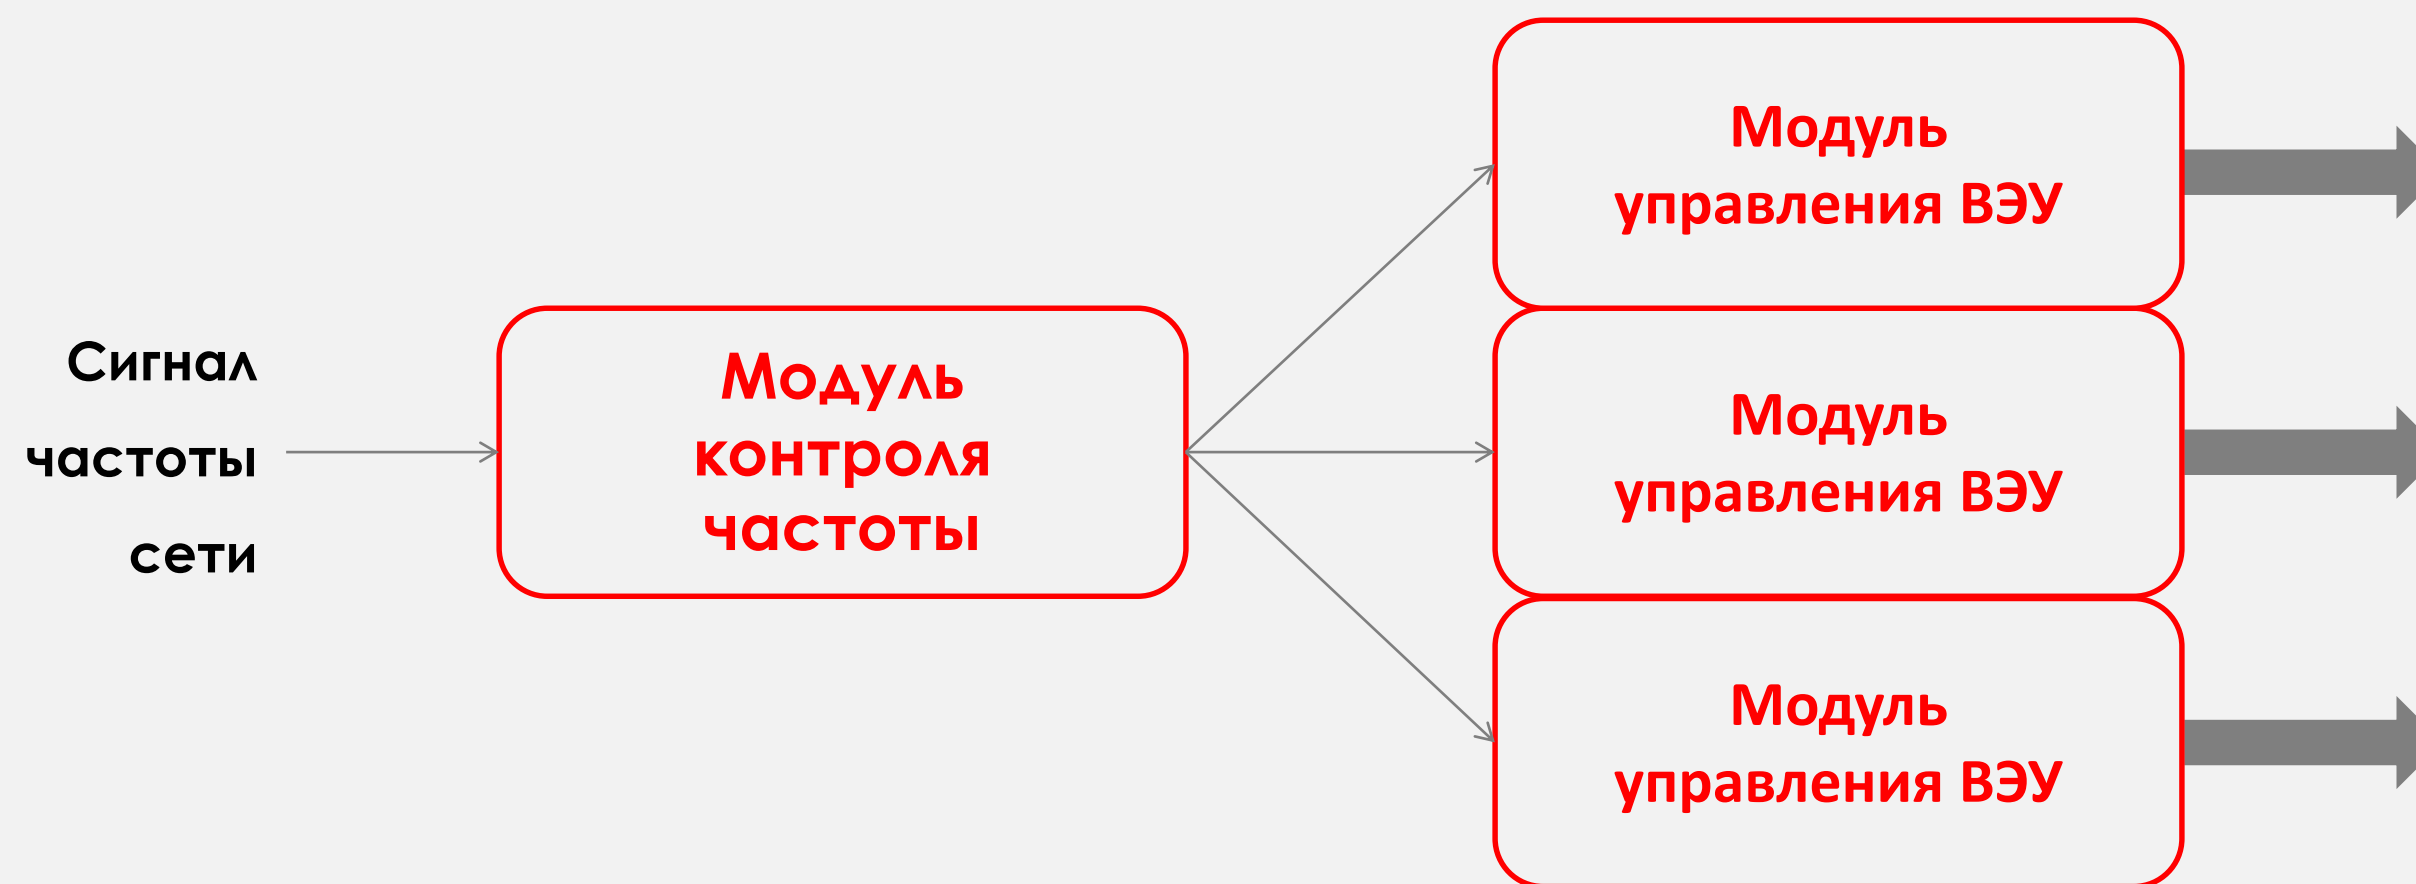 Сигнал
частоты
сети
Модуль
контроля
частоты
Модуль
управления ВЭУ
Модуль
управления ВЭУ
Модуль
управления ВЭУ